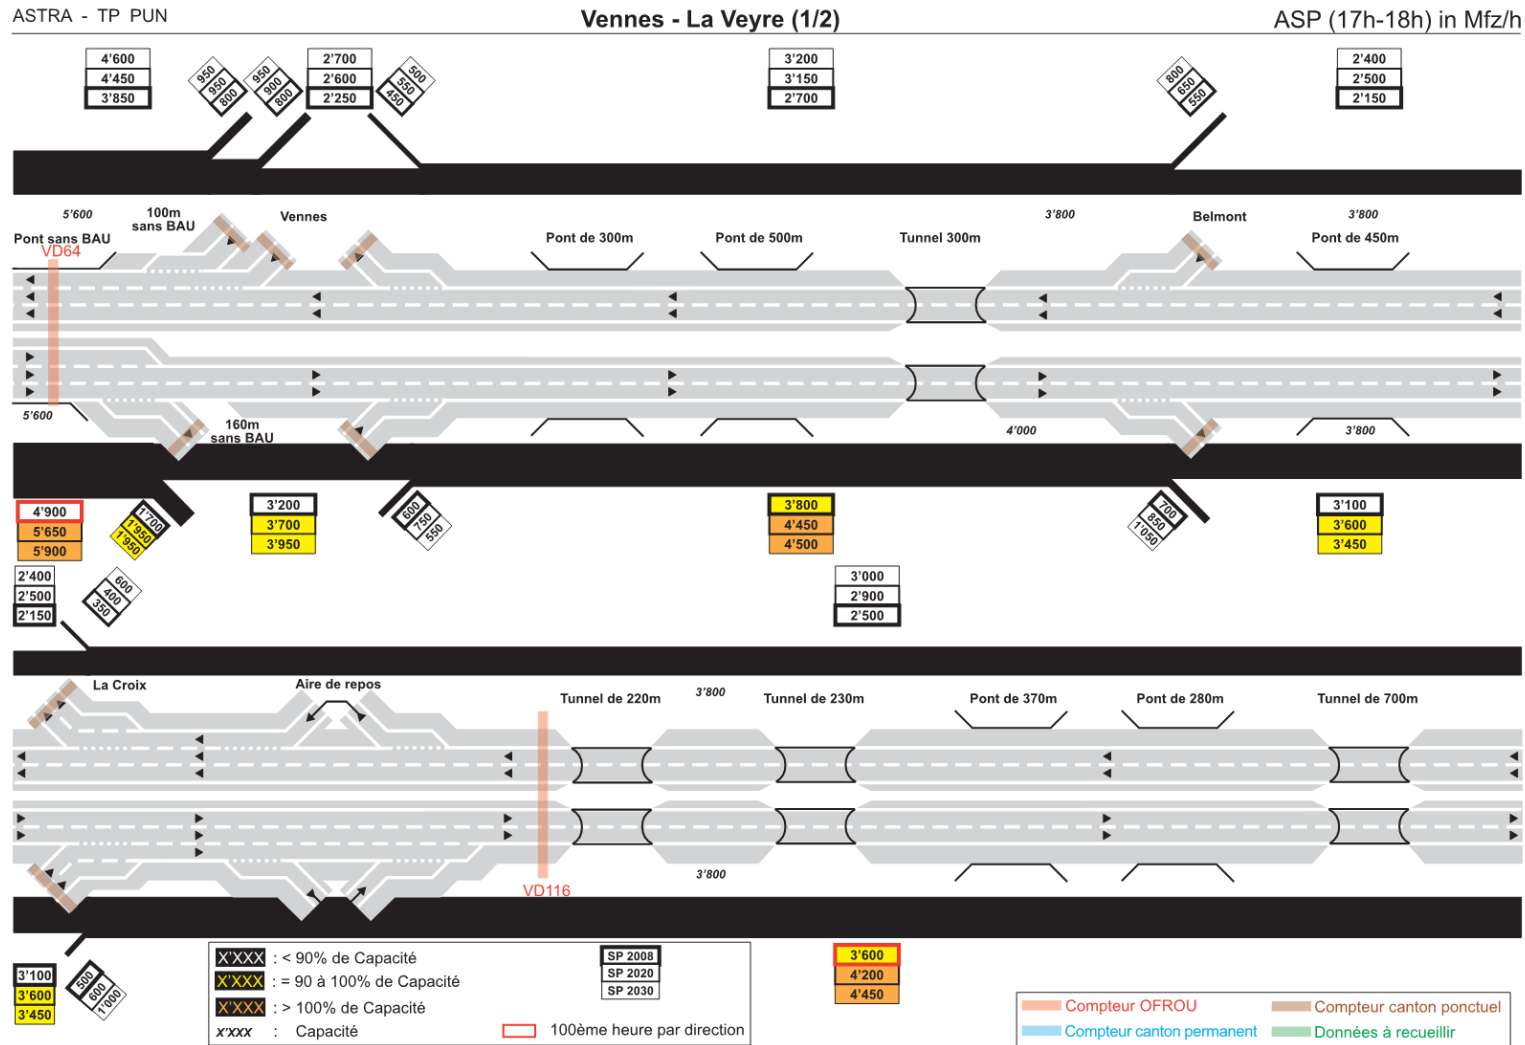 ASTRA - TP PUN
Vennes - La Veyre (1/2)
ASP (17h-18h) in Mfz/h
4’600
4’450
3’850
950
950
800
950
900
800
2’700
2’600
2’250
500
550
450
3’200
3’150
2’700
800
650
550
2’400
2’500
2’150
5’600
100m
sans BAU
Vennes
3’800
Belmont
3’800
Pont sans BAU
VD64
Pont de 300m
Pont de 500m
Tunnel 300m
Pont de 450m
5’600
160m
sans BAU
4’000
3’800
4’900
5’650
5’900
1’700
1’950
1’950
3’200
3’700
3’950
600
750
550
3’800
4’450
4’500
700
850
1’050
3’100
3’600
3’450
2’400
2’500
2’150
600
400
350
3’000
2’900
2’500
La Croix
Aire de repos
Tunnel de 220m
3’800
Tunnel de 230m
Pont de 370m
Pont de 280m
Tunnel de 700m
3’800
VD116
3’100
3’600
3’450
500
600
1’000
X’XXX : < 90% de Capacité
X’XXX : = 90 à 100% de Capacité
X’XXX : > 100% de Capacité
X’XXX : Capacité
SP 2008
SP 2020
SP 2030
100ème heure par direction
3’600
4’200
4’450
Compteur OFROU
Compteur canton ponctuel
Compteur canton permanent
Données à recueillir